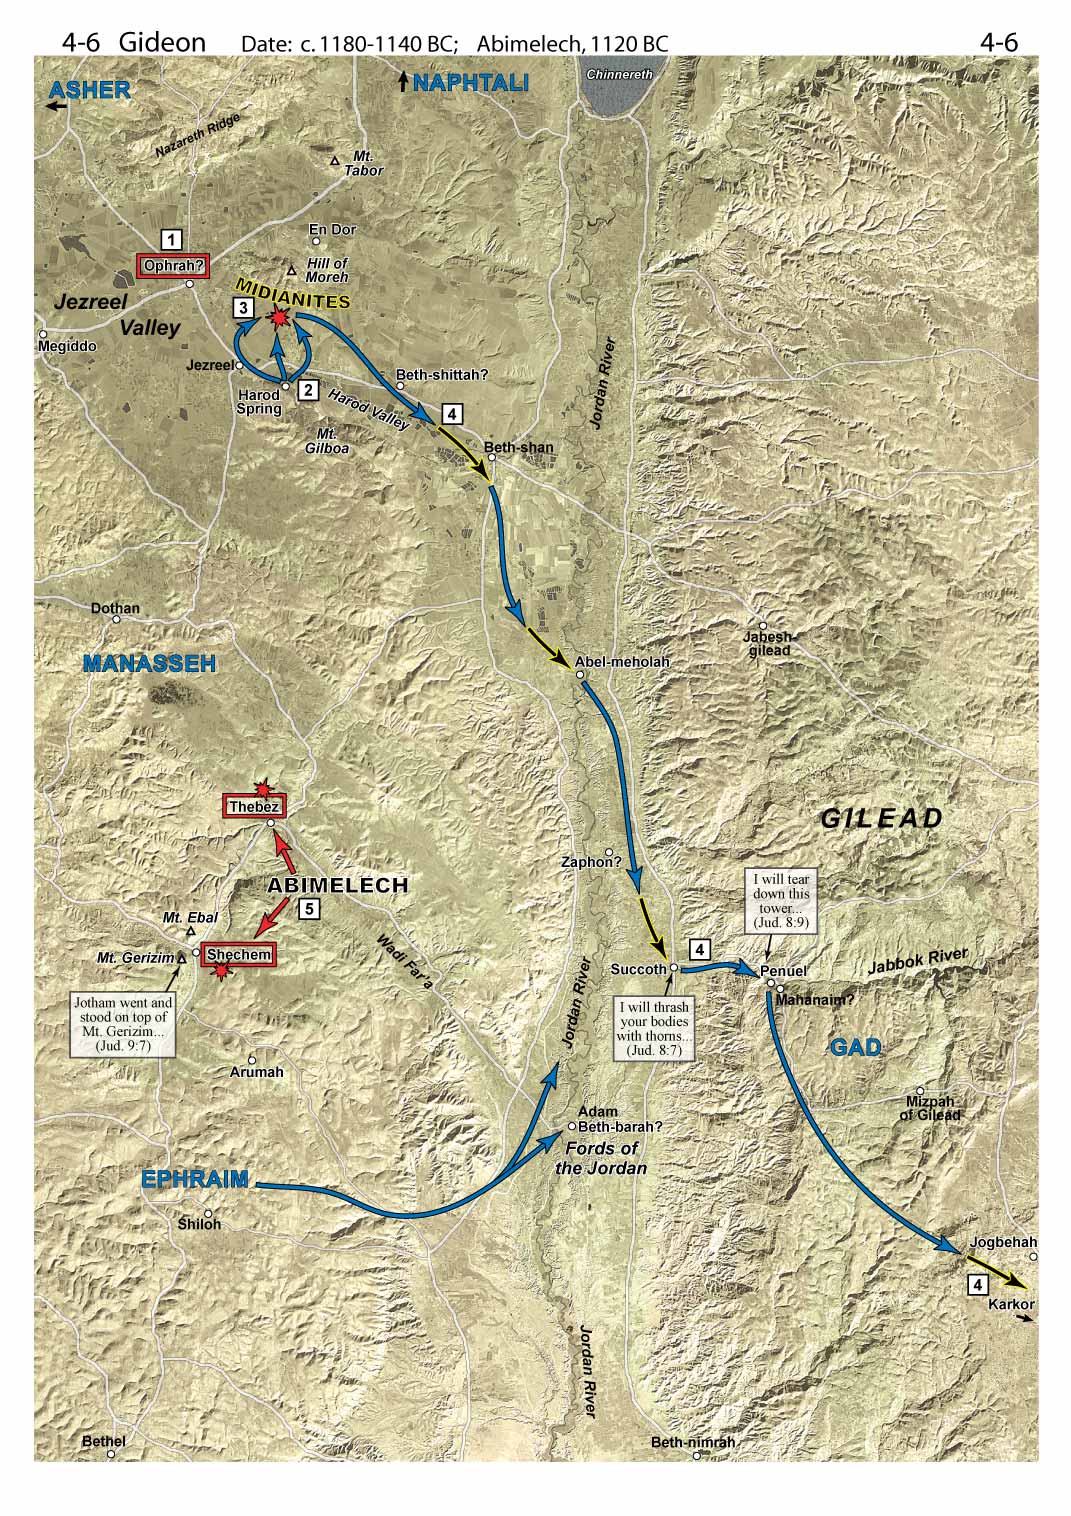 4-6 Gideon Date: c. 1180-1140 BC; Abimelech, 1120 BC 4-6
ASHER
NAPHTALI
Chinnereth
Nazareth Ridge
Mt.
Tabor
En Dor
1
Ophrah?
Hill of
Moreh
MIDIANITES
Jezreel
Valley
3
Megiddo
Jordan River
Jezreel
Beth-shittah?
Harod
Spring
2
Harod Valley
4
Mt.
Gilboa
Beth-shan
Dothan
Jabesh-
gilead
MANASSEH
Abel-meholah
Thebez
GILEAD
Zaphon?
ABIMELECH
5
I will tear
down this
tower...
(Jud. 8:9)
Mt. Ebal
Mt. Gerizim
Shechem
Wadi Far'a
4
Succoth
Penuel
Jabbok River
Mahanaim?
Jotham went and
stood on top of
Mt. Gerizim...
(Jud. 9:7)
Jordan River
I will thrash
your bodies
with thorns...
(Jud. 8:7)
GAD
Arumah
Mizpah
of Gilead
Adam
Beth-barah?
Fords of
the Jordan
EPHRAIM
Shiloh
Jogbehah
4
Karkor
Jordan River
Bethel
Beth-nimrah